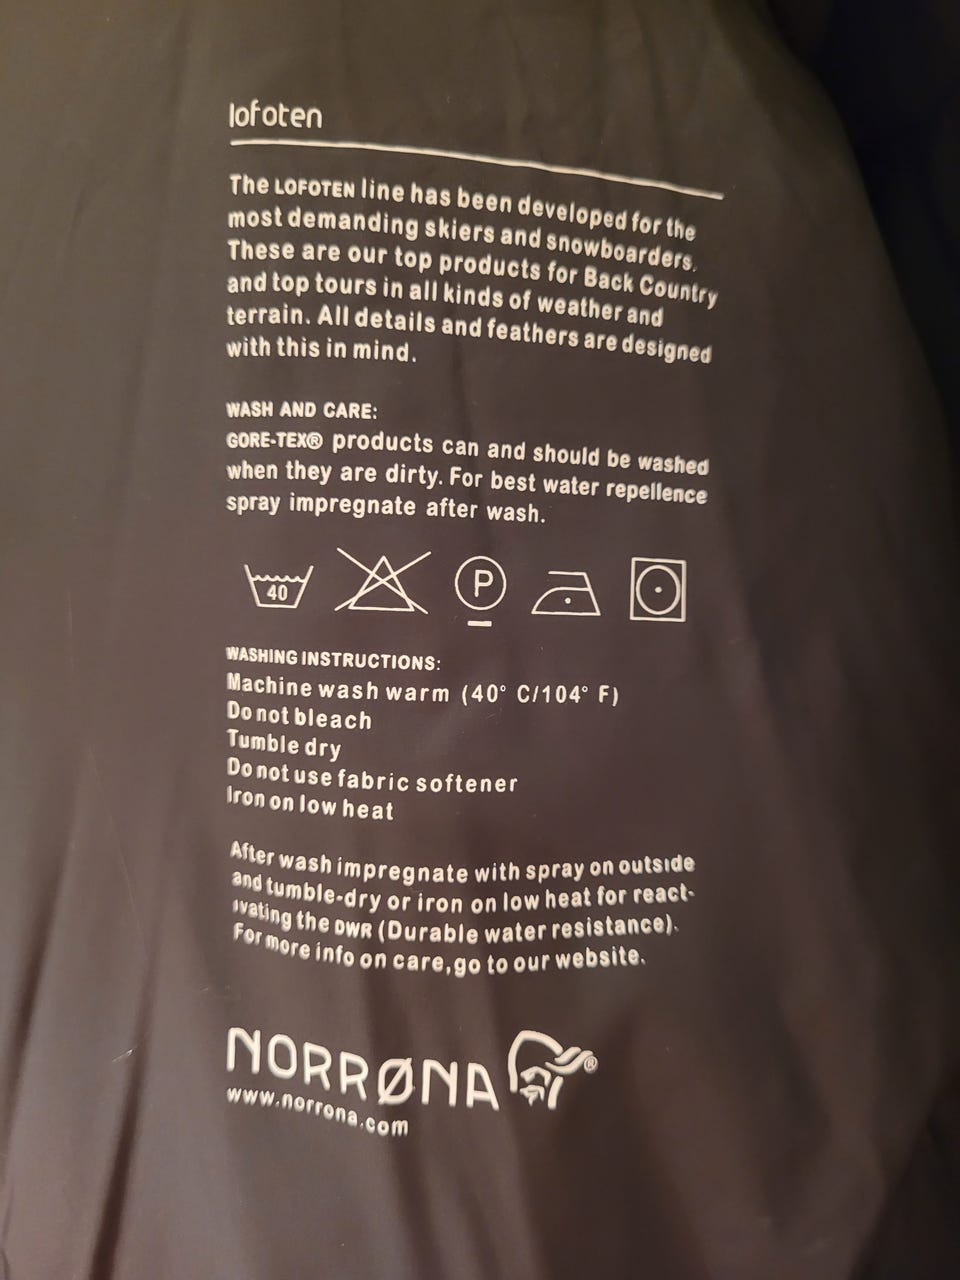 lofoten
The LOFOTEN line has been developed for the
most demanding skiers and snowboarders.
These are our top products for Back Country
and top tours in all kinds of weather and
terrain. All details and feathers are designed
with this in mind.
WASH AND CARE:
GORE-TEX® products can and should be washed
when they are dirty. For best water repellence
spray impregnate after wash.
40 P
WASHING INSTRUCTIONS:
Machine wash warm (40° C/104° F)
Do not bleach
Tumble dry
Do not use fabric softener
Iron on low heat
After wash impregnate with spray on outside
and tumble-dry or iron on low heat for react-
ivating the DWR (Durable water resistance).
For more info on care,go to our website.
NORRØNA ®
www.norrona.com